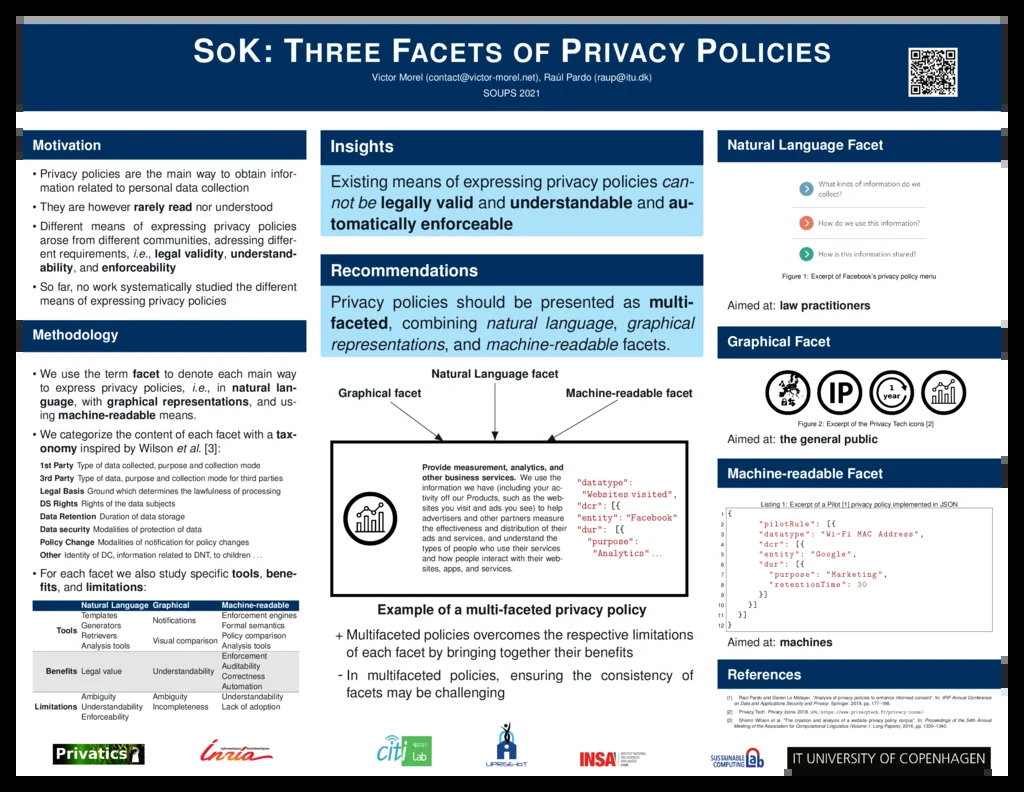 SoK: Three Facets of Privacy Policies
Victor Morel (contact@victor-morel.net), Raúl Pardo (raup@itu.dk)
SOUPS 2021
Motivation
• Privacy policies are the main way to obtain infor-
mation related to personal data collection
• They are however rarely read nor understood
• Different means of expressing privacy policies
arose from different communities, adressing differ-
ent requirements, i.e., legal validity, understand-
ability, and enforceability
• So far, no work systematically studied the different
means of expressing privacy policies
Methodology
• We use the term facet to denote each main way
to express privacy policies, i.e., in natural lan-
guage, with graphical representations, and us-
ing machine-readable means.
• We categorize the content of each facet with a tax-
onomy inspired by Wilson et al. [3]:
1st Party Type of data collected, purpose and collection mode
3rd Party Type of data, purpose and collection mode for third parties
Legal Basis Ground which determines the lawfulness of processing
DS Rights Rights of the data subjects
Data Retention Duration of data storage
Data security Modalities of protection of data
Policy Change Modalities of notification for policy changes
Other Identity of DC, information related to DNT, to children . . .
• For each facet we also study specific tools, bene-
fits, and limitations:
Natural Language Graphical Machine-readable
Tools
Templates
Generators
Retrievers
Analysis tools
Notifications
Visual comparison
Enforcement engines
Formal semantics
Policy comparison
Analysis tools
Benefits Legal value Understandability
Enforcement
Auditability
Correctness
Automation
Limitations
Ambiguity
Understandability
Enforceability
Ambiguity
Incompleteness
Understandability
Lack of adoption
Insights
Existing means of expressing privacy policies can-
not be legally valid and understandable and au-
tomatically enforceable
Recommendations
Privacy policies should be presented as multi-
faceted, combining natural language, graphical
representations, and machine-readable facets.
Natural Language facet
Graphical facet
Machine-readable facet
Provide measurement, analytics, and
other business services. We use the
information we have (including your ac-
tivity off our Products, such as the web-
sites you visit and ads you see) to help
advertisers and other partners measure
the effectiveness and distribution of their
ads and services, and understand the
types of people who use their services
and how people interact with their web-
sites, apps, and services.
"datatype":
"Websites visited",
"dcr": [{
"entity": "Facebook"
"dur": [{
"purpose":
"Analytics" ...
Example of a multi-faceted privacy policy
+ Multifaceted policies overcomes the respective limitations
of each facet by bringing together their benefits
- In multifaceted policies, ensuring the consistency of
facets may be challenging
Natural Language Facet
What kinds of information do we
collect?
How do we use this information?
How is this information shared?
Figure 1: Excerpt of Facebook's privacy policy menu
Aimed at: law practitioners
Graphical Facet
IP
1
year
Figure 2: Excerpt of the Privacy Tech icons [2]
Aimed at: the general public
Machine-readable Facet
Listing 1: Excerpt of a Pilot [1] privacy policy implemented in JSON
1 {
2 "pilotRule": [{
3 "datatype": "Wi-Fi MAC Address",
4 "dcr": [{
5 "entity": "Google",
6 "dur": [{
7 "purpose": "Marketing",
8 "retentionTime": 30
9 }]
10 }]
11 }]
12 }
Aimed at: machines
References
[1] Raúl Pardo and Daniel Le Métayer. "Analysis of privacy policies to enhance informed consent". In: IFIP Annual Conference
on Data and Applications Security and Privacy. Springer. 2019, pp. 177–198.
[2] Privacy Tech. Privacy Icons. 2018. URL: https://www.privacytech.fr/privacy-icons/.
[3] Shomir Wilson et al. "The creation and analysis of a website privacy policy corpus". In: Proceedings of the 54th Annual
Meeting of the Association for Computational Linguistics (Volume 1: Long Papers). 2016, pp. 1330–1340.
Privatics
Inria
citi
Lab
UPRISE-IoT
INSA
SUSTAINABLE
COMPUTING Lab
IT UNIVERSITY OF COPENHAGEN